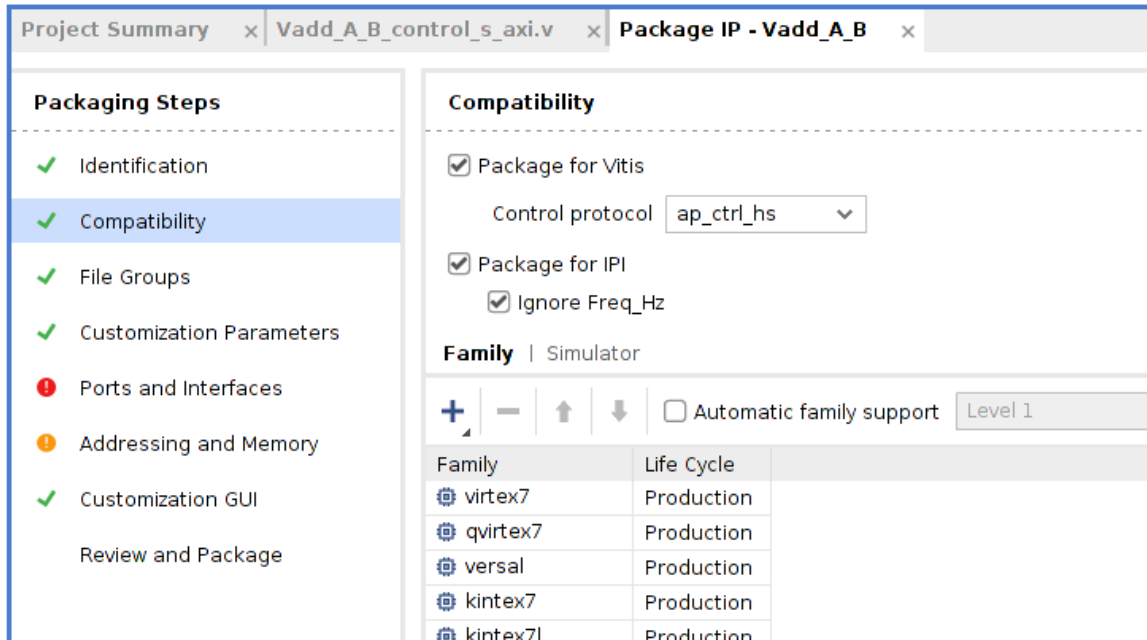 Project Summary × Vadd_A_B_control_s_axi.v × Package IP - Vadd_A_B ×
Packaging Steps
Identification
Compatibility
File Groups
Customization Parameters
Ports and Interfaces
Addressing and Memory
Customization GUI
Review and Package
Compatibility
Package for Vitis
Control protocol ap_ctrl_hs
Package for IPI
Ignore Freq_Hz
Family | Simulator
Automatic family support Level 1
Family Life Cycle
virtex7 Production
qvirtex7 Production
versal Production
kintex7 Production
kintex7l Production